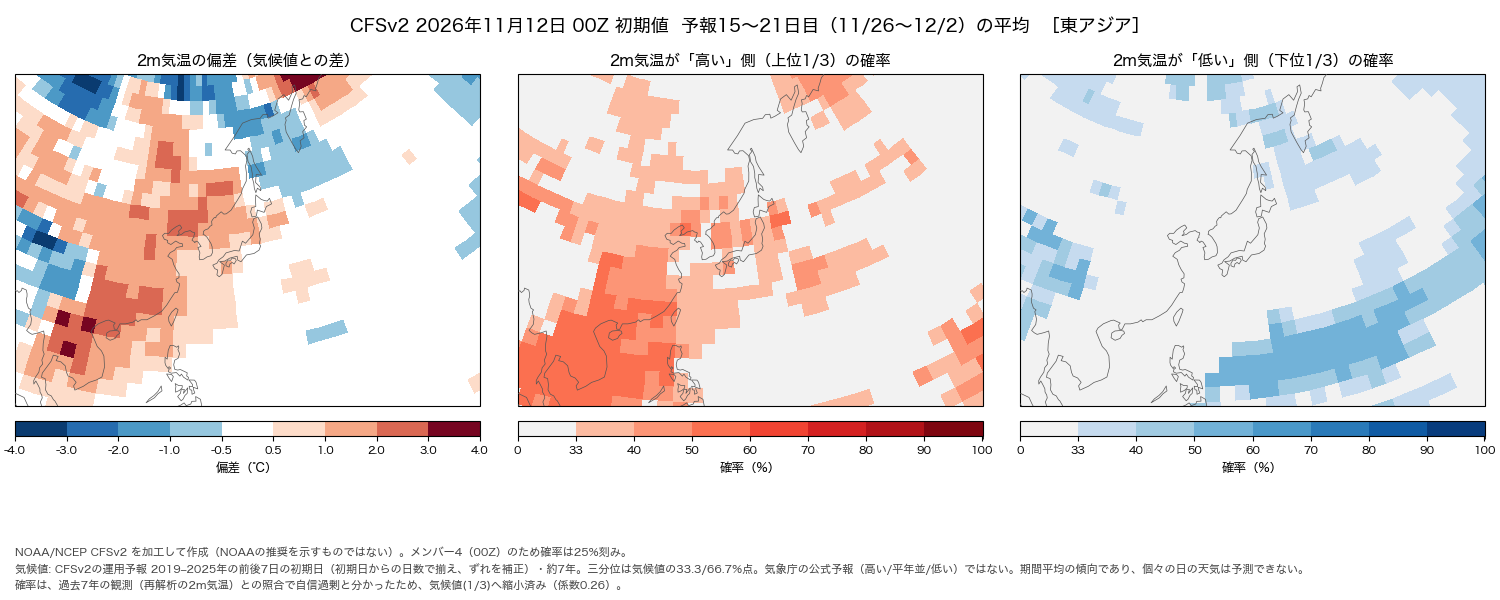 CFSv2 2026年11月12日 00Z 初期値　予報15～21日目（11/26～12/2）の平均　［東アジア］
2m気温の偏差（気候値との差）
2m気温が「高い」側（上位1/3）の確率
2m気温が「低い」側（下位1/3）の確率
-4.0 -3.0 -2.0 -1.0 -0.5 0.5 1.0 2.0 3.0 4.0
偏差（℃）
0 33 40 50 60 70 80 90 100
確率（%）
0 33 40 50 60 70 80 90 100
確率（%）
NOAA/NCEP CFSv2 を加工して作成（NOAAの推奨を示すものではない）。メンバー4（00Z）のため確率は25%刻み。
気候値: CFSv2の運用予報 2019–2025年の前後7日の初期日（初期日からの日数で揃え、ずれを補正）・約7年。三分位は気候値の33.3/66.7%点。気象庁の公式予報（高い/平年並/低い）ではない。期間平均の傾向であり、個々の日の天気は予測できない。
確率は、過去7年の観測（再解析の2m気温）との照合で自信過剰と分かったため、気候値(1/3)へ縮小済み（係数0.26）。